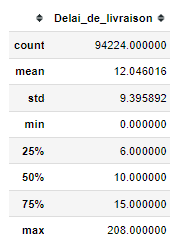 Delai_de_livraison
count 94224.000000
mean 12.046016
std 9.395892
min 0.000000
25% 6.000000
50% 10.000000
75% 15.000000
max 208.000000